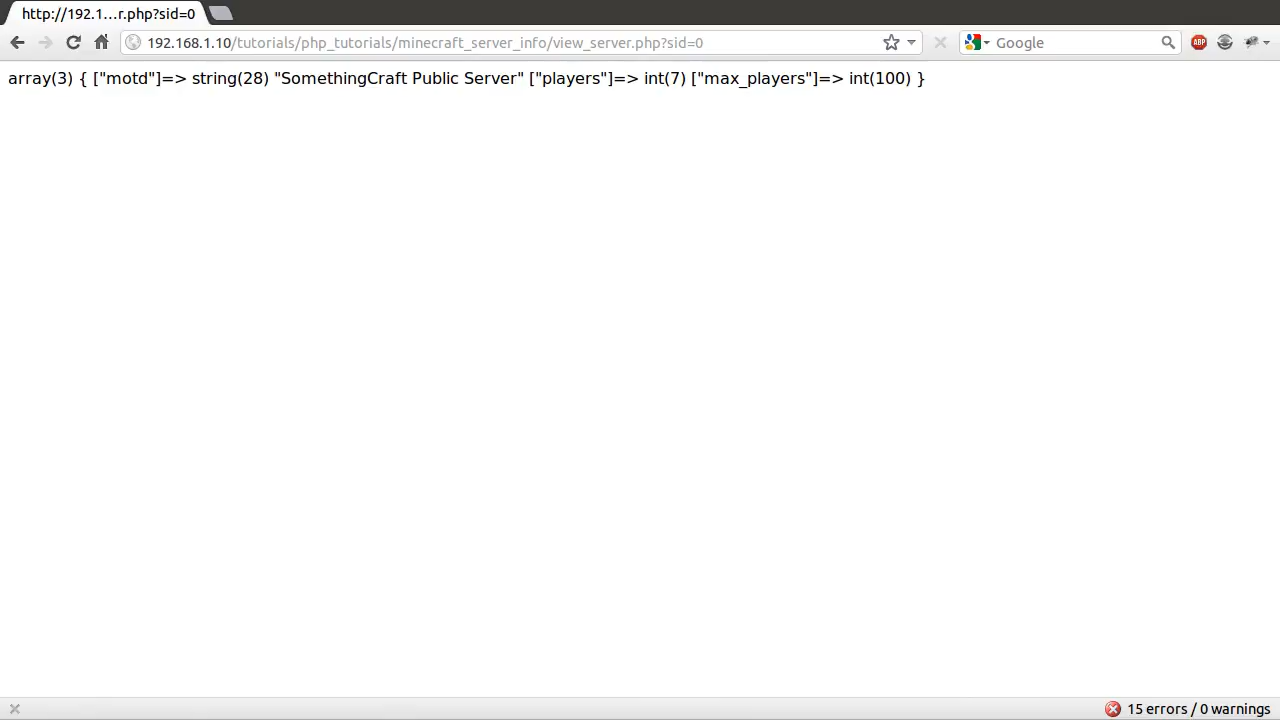 http://192.1...r.php?sid=0
192.168.1.10/tutorials/php_tutorials/minecraft_server_info/view_server.php?sid=0
Google
ABP
array(3) { ["motd"]=> string(28) "SomethingCraft Public Server" ["players"]=> int(7) ["max_players"]=> int(100) }
15 errors / 0 warnings